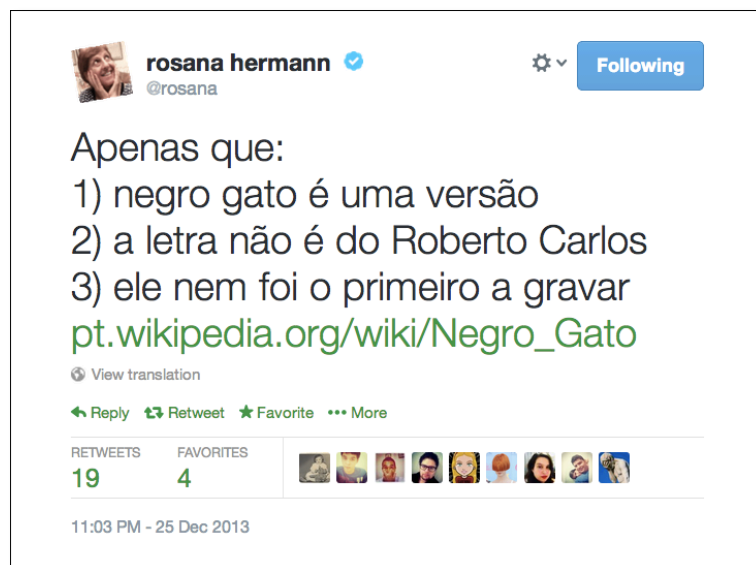 rosana hermann
Following
@rosana
Apenas que:
1) negro gato é uma versão
2) a letra não é do Roberto Carlos
3) ele nem foi o primeiro a gravar
pt.wikipedia.org/wiki/Negro_Gato
View translation
Reply Retweet Favorite More
RETWEETS FAVORITES
19 4
11:03 PM - 25 Dec 2013